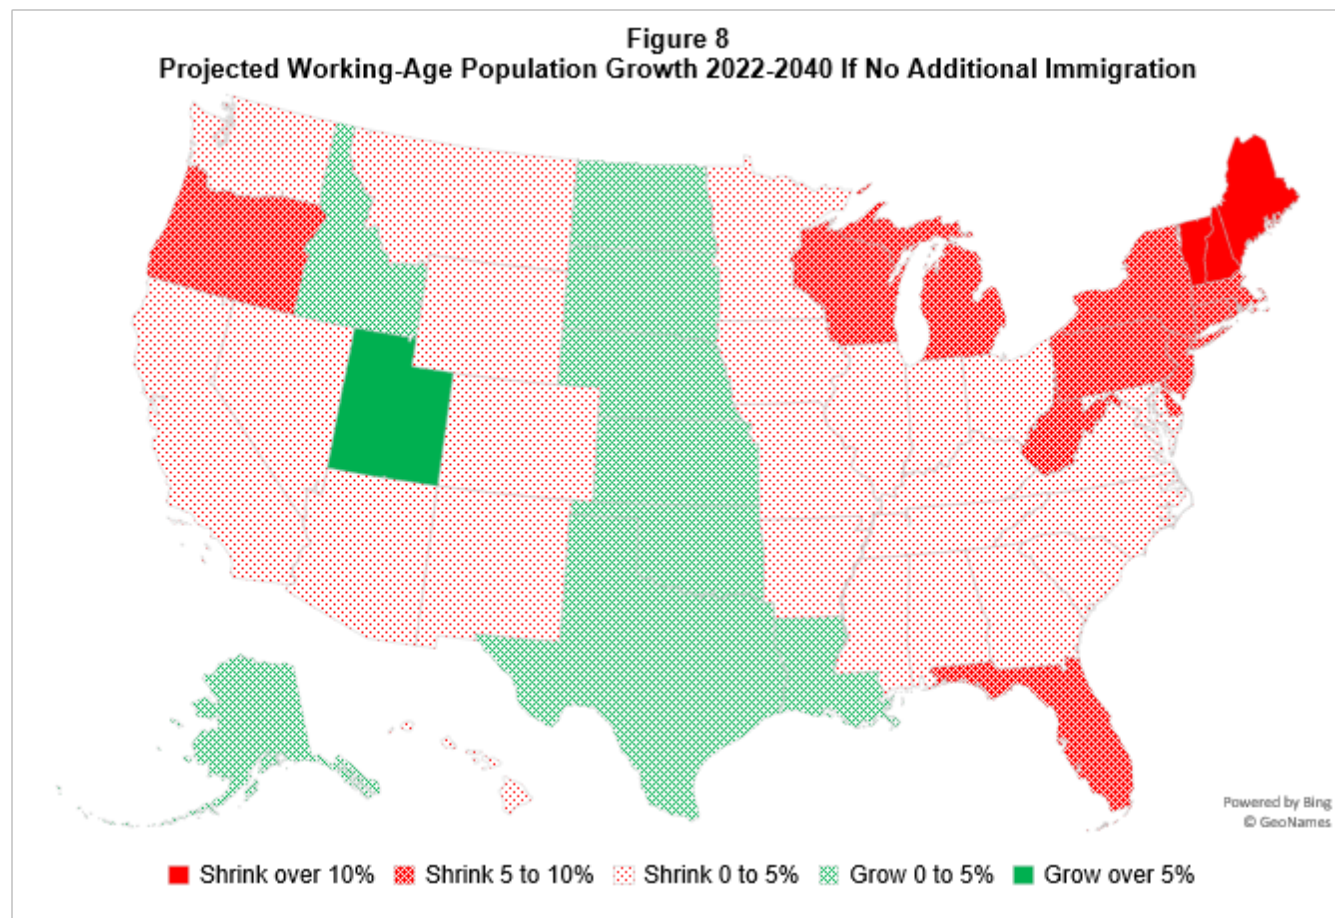 Figure 8
Projected Working-Age Population Growth 2022-2040 If No Additional Immigration
Powered by Bing
© GeoNames
Shrink over 10% Shrink 5 to 10% Shrink 0 to 5% Grow 0 to 5% Grow over 5%